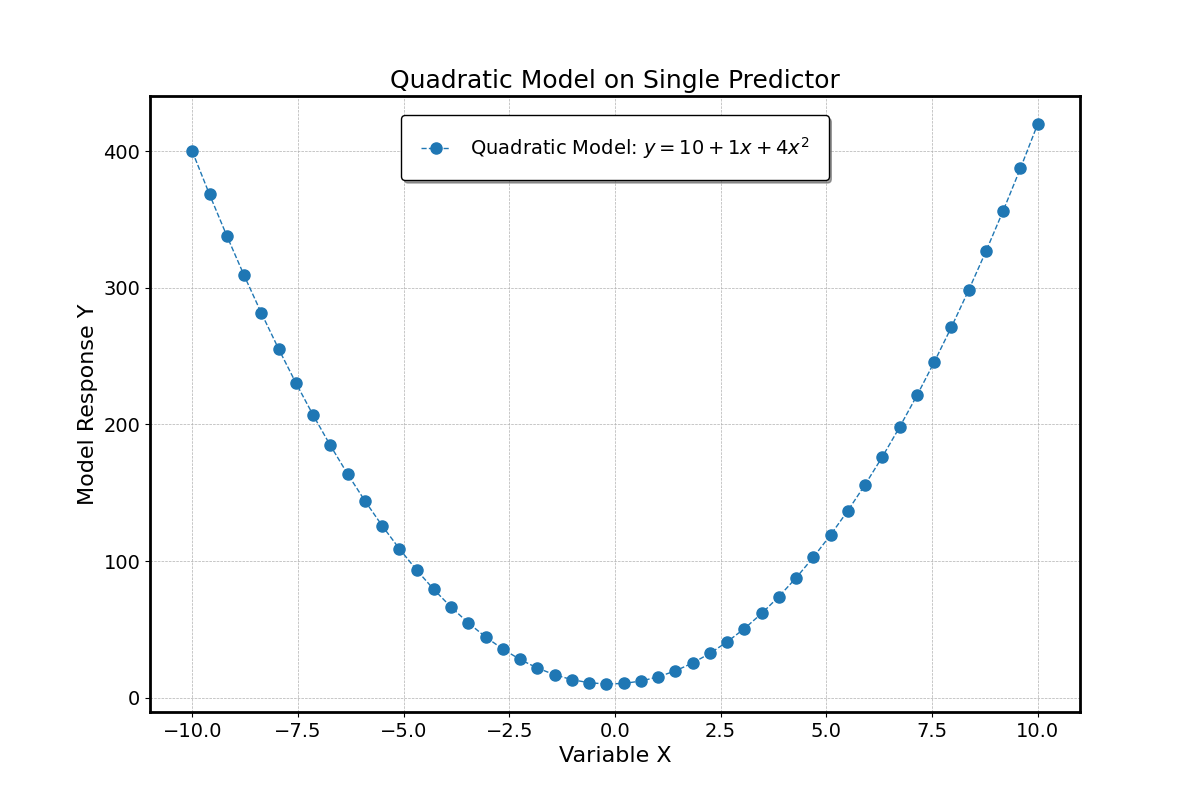 Quadratic Model on Single Predictor
Quadratic Model: y = 10 + 1x + 4x²
Model Response Y
400
300
200
100
0
−10.0 −7.5 −5.0 −2.5 0.0 2.5 5.0 7.5 10.0
Variable X